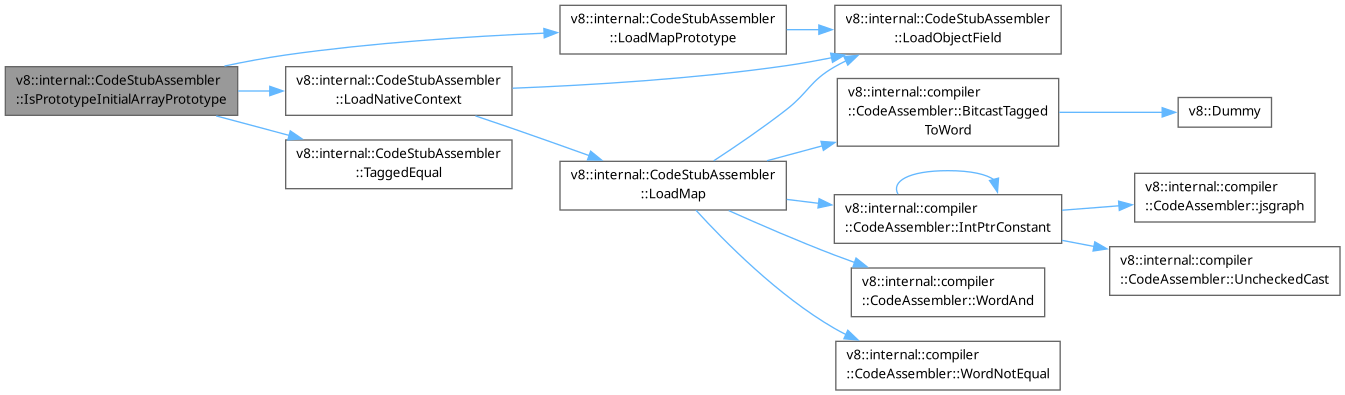 v8::internal::CodeStubAssembler
::IsPrototypeInitialArrayPrototype
v8::internal::CodeStubAssembler
::LoadMapPrototype
v8::internal::CodeStubAssembler
::LoadObjectField
v8::internal::CodeStubAssembler
::LoadNativeContext
v8::internal::CodeStubAssembler
::TaggedEqual
v8::internal::CodeStubAssembler
::LoadMap
v8::internal::compiler
::CodeAssembler::BitcastTagged
ToWord
v8::Dummy
v8::internal::compiler
::CodeAssembler::IntPtrConstant
v8::internal::compiler
::CodeAssembler::jsgraph
v8::internal::compiler
::CodeAssembler::UncheckedCast
v8::internal::compiler
::CodeAssembler::WordAnd
v8::internal::compiler
::CodeAssembler::WordNotEqual